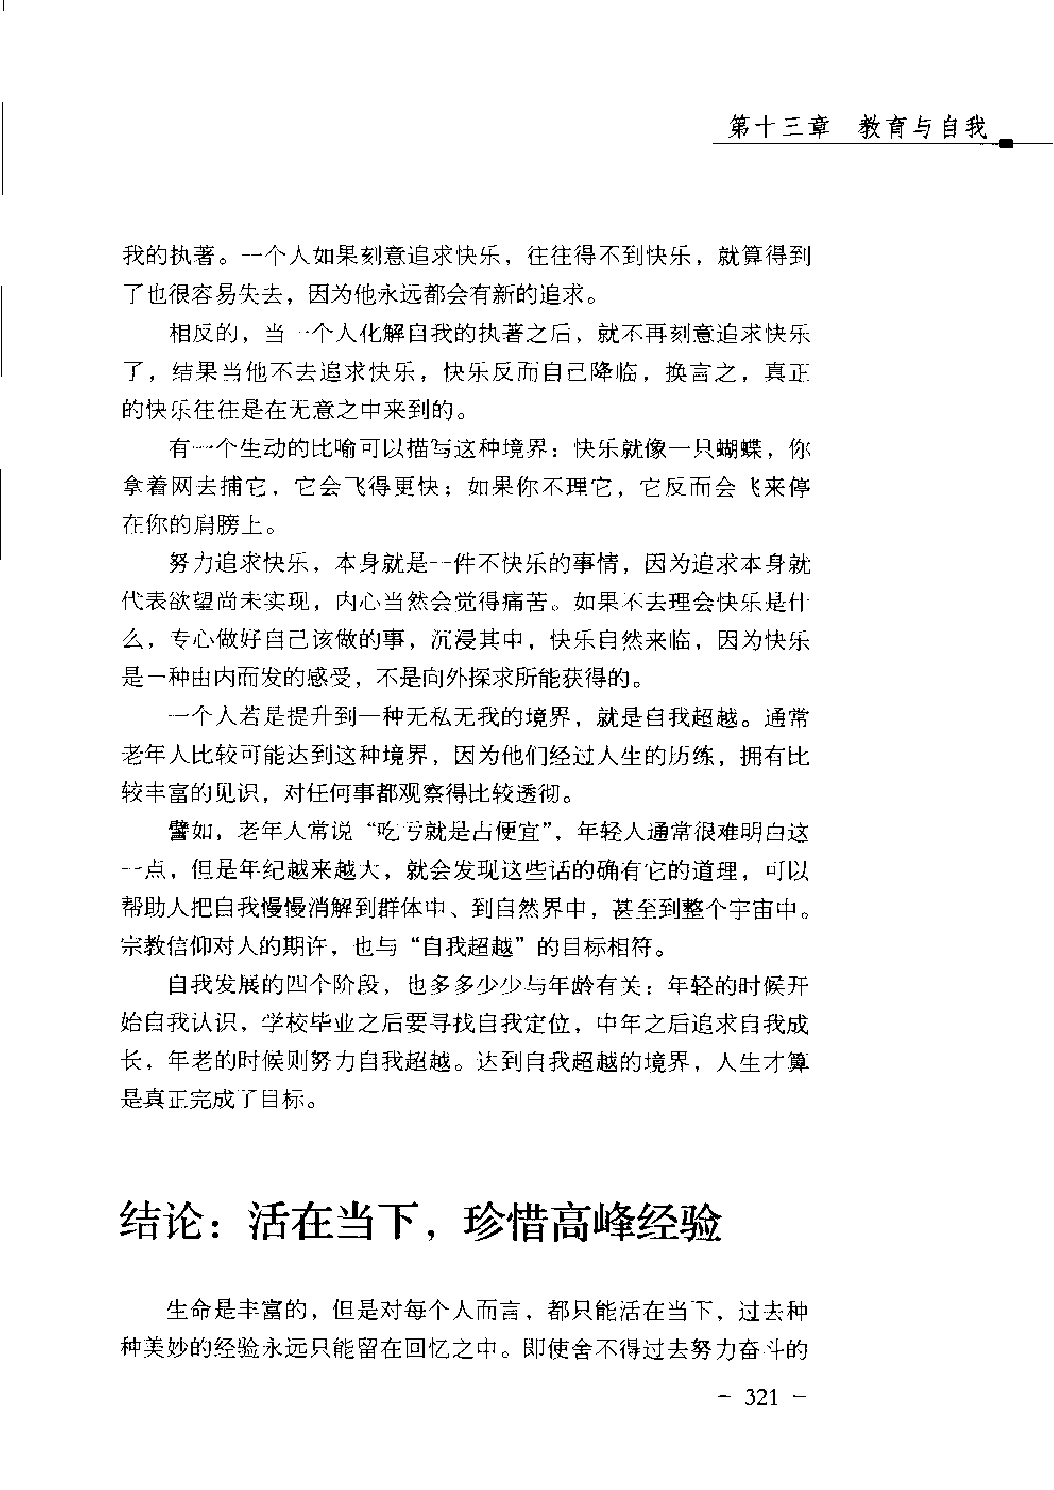 第十三章 教育与自我
我的执著。一个人如果刻意追求快乐，往往得不到快乐，就算得到
了也很容易失去，因为他永远都会有新的追求。
相反的，当一个人化解自我的执著之后，就不再刻意追求快乐
了，结果当他不去追求快乐，快乐反而自己降临，换言之，真正
的快乐往往是在无意之中来到的。
有一个生动的比喻可以描写这种境界：快乐就像一只蝴蝶，你
拿着网去捕它，它会飞得更快；如果你不理它，它反而会飞来停
在你的肩膀上。
努力追求快乐，本身就是一件不快乐的事情，因为追求本身就
代表欲望尚未实现，内心当然会觉得痛苦。如果不去理会快乐是什
么，专心做好自己该做的事，沉浸其中，快乐自然来临，因为快乐
是一种由内而发的感受，不是向外探求所能获得的。
一个人若是提升到一种无私无我的境界，就是自我超越。通常
老年人比较可能达到这种境界，因为他们经过人生的历练，拥有比
较丰富的见识，对任何事都观察得比较透彻。
譬如，老年人常说“吃亏就是占便宜”，年轻人通常很难明白这
一点，但是年纪越来越大，就会发现这些话的确有它的道理，可以
帮助人把自我慢慢消解到群体中、到自然界中，甚至到整个宇宙中。
宗教信仰对人的期许，也与“自我超越”的目标相符。
自我发展的四个阶段，也多多少少与年龄有关：年轻的时候开
始自我认识，学校毕业之后要寻找自我定位，中年之后追求自我成
长，年老的时候则努力自我超越。达到自我超越的境界，人生才算
是真正完成了目标。
结论：活在当下，珍惜高峰经验
生命是丰富的，但是对每个人而言，都只能活在当下，过去种
种美妙的经验永远只能留在回忆之中。即使舍不得过去努力奋斗的
- 321 -